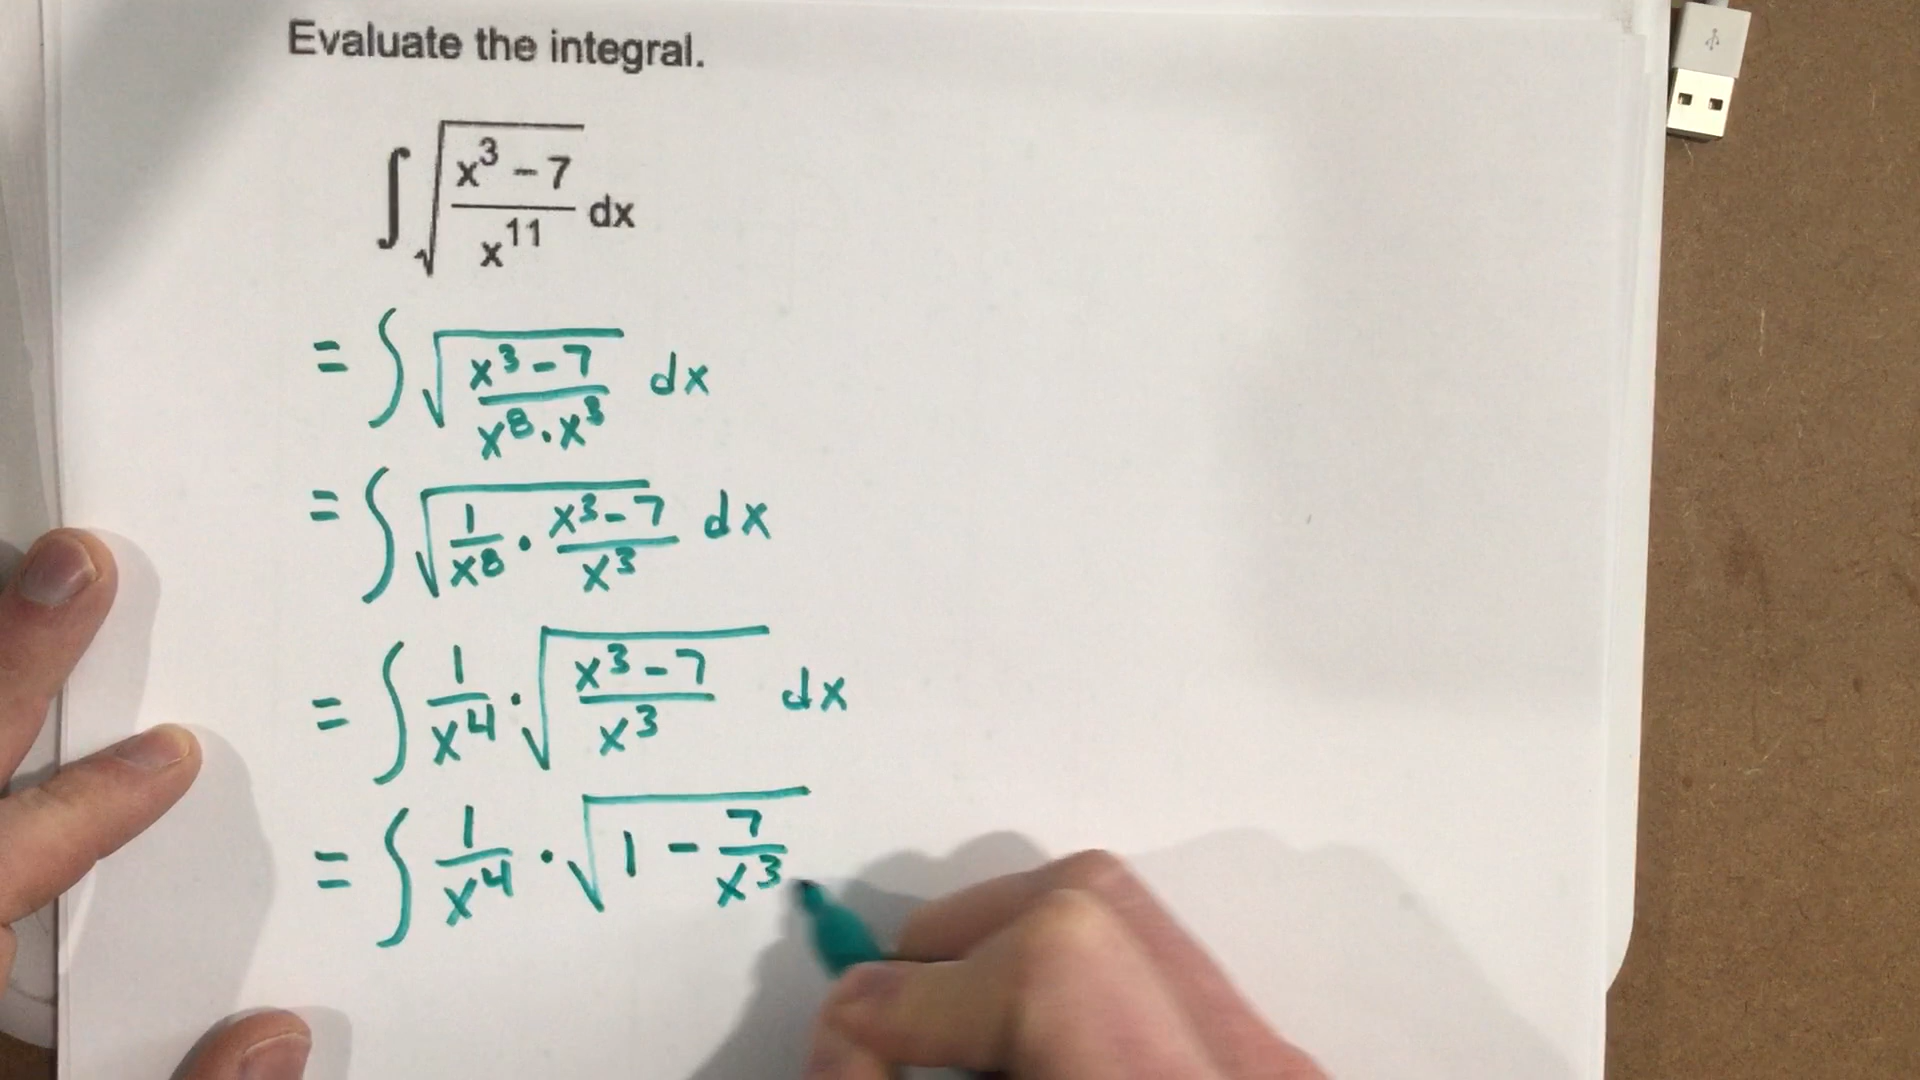 Evaluate the integral.
∫ √((x³ − 7)/x¹¹) dx
= ∫ √((x³ − 7)/(x⁸ · x³)) dx
= ∫ √(1/x⁸ · (x³ − 7)/x³) dx
= ∫ 1/x⁴ · √((x³ − 7)/x³) dx
= ∫ 1/x⁴ · √(1 − 7/x³)